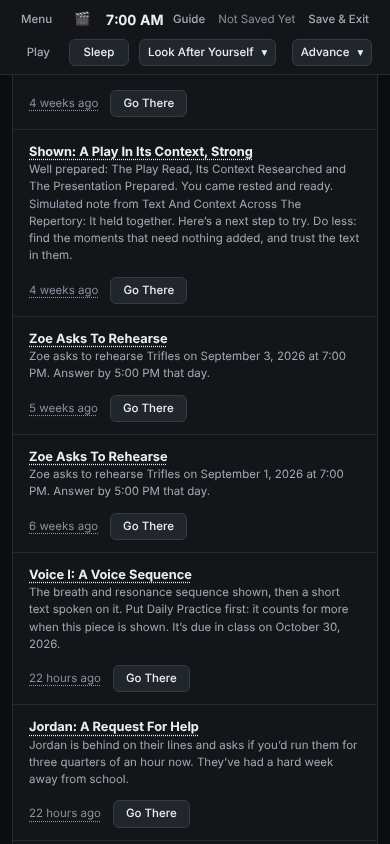 Menu 🎬 7:00 AM Guide Not Saved Yet Save & Exit
Play Sleep Look After Yourself ▾ Advance ▾
4 weeks ago Go There
Shown: A Play In Its Context, Strong
Well prepared: The Play Read, Its Context Researched and
The Presentation Prepared. You came rested and ready.
Simulated note from Text And Context Across The
Repertory: It held together. Here’s a next step to try. Do less:
find the moments that need nothing added, and trust the text
in them.
4 weeks ago Go There
Zoe Asks To Rehearse
Zoe asks to rehearse Trifles on September 3, 2026 at 7:00
PM. Answer by 5:00 PM that day.
5 weeks ago Go There
Zoe Asks To Rehearse
Zoe asks to rehearse Trifles on September 1, 2026 at 7:00
PM. Answer by 5:00 PM that day.
6 weeks ago Go There
Voice I: A Voice Sequence
The breath and resonance sequence shown, then a short
text spoken on it. Put Daily Practice first: it counts for more
when this piece is shown. It’s due in class on October 30,
2026.
22 hours ago Go There
Jordan: A Request For Help
Jordan is behind on their lines and asks if you’d run them for
three quarters of an hour now. They’ve had a hard week
away from school.
22 hours ago Go There